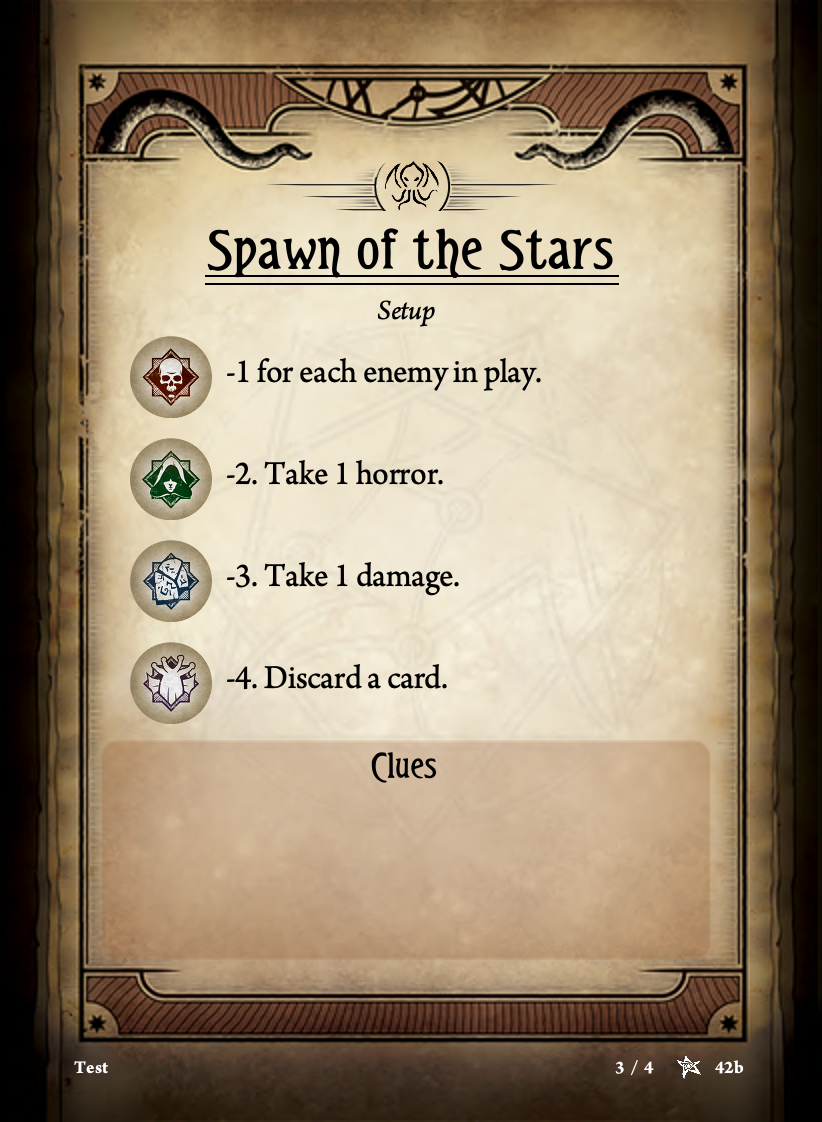 Spawn of the Stars
Setup
-1 for each enemy in play.
-2. Take 1 horror.
-3. Take 1 damage.
-4. Discard a card.
Clues
Test 3 / 4 42b